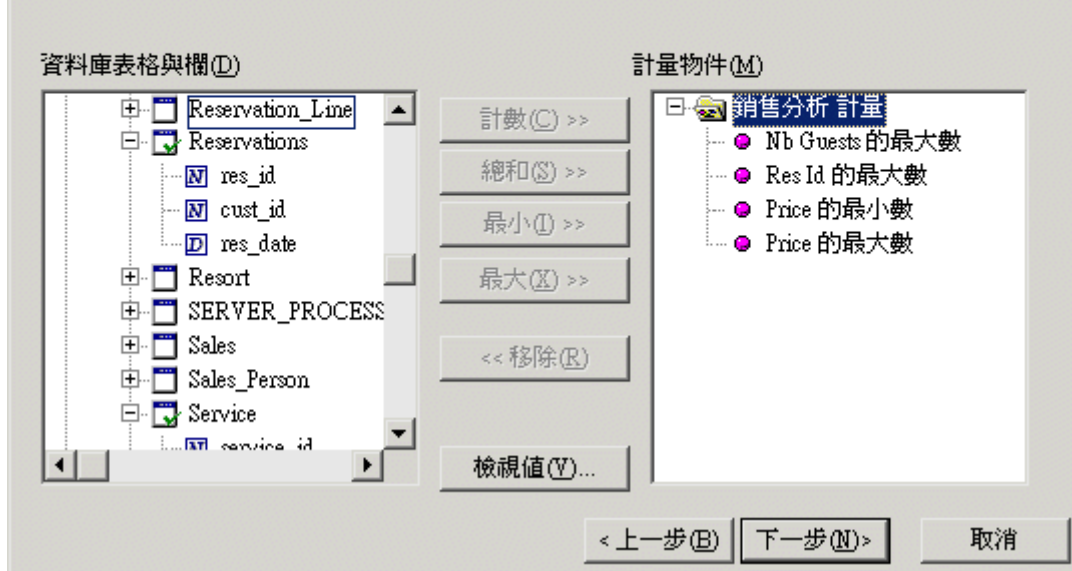 資料庫表格與欄(D)
Reservation_Line
Reservations
N res_id
N cust_id
D res_date
Resort
SERVER_PROCESS
Sales
Sales_Person
Service
N service_id
計數(C) >>
總和(S) >>
最小(I) >>
最大(X) >>
<< 移除(R)
檢視值(V)...
計量物件(M)
銷售分析 計量
Nb Guests 的最大數
Res Id 的最大數
Price 的最小數
Price 的最大數
< 上一步(B)
下一步(N)>
取消